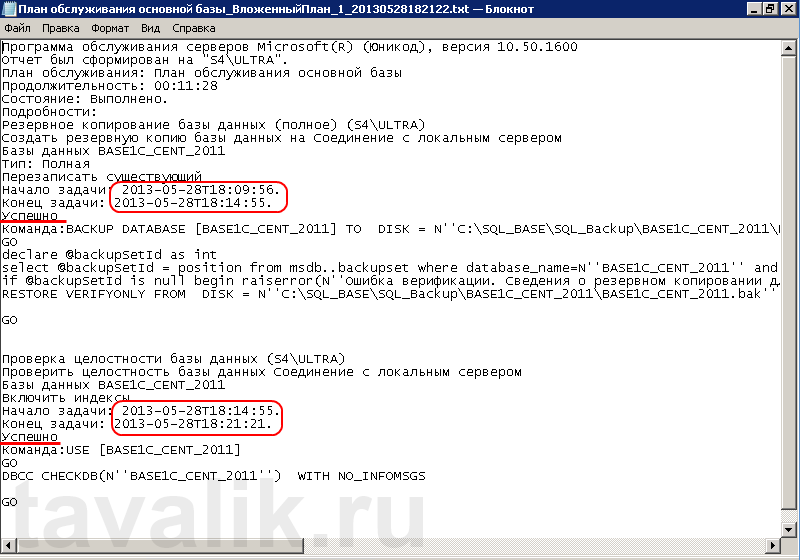 План обслуживания основной базы_ВложенныйПлан_1_20130528182122.txt — Блокнот
Файл Правка Формат Вид Справка
Программа обслуживания серверов Microsoft(R) (Юникод), версия 10.50.1600
Отчет был сформирован на "S4\ULTRA".
План обслуживания: План обслуживания основной базы
Продолжительность: 00:11:28
Состояние: Выполнено.
Подробности:
Резервное копирование базы данных (полное) (S4\ULTRA)
Создать резервную копию базы данных на Соединение с локальным сервером
Базы данных BASE1C_CENT_2011
Тип: Полная
Перезаписать существующий
Начало задачи: 2013-05-28T18:09:56.
Конец задачи: 2013-05-28T18:14:55.
Успешно
Команда:BACKUP DATABASE [BASE1C_CENT_2011] TO  DISK = N''C:\SQL_BASE\SQL_Backup\BASE1C_CENT_2011\
GO
declare @backupSetId as int
select @backupSetId = position from msdb..backupset where database_name=N''BASE1C_CENT_2011'' and
if @backupSetId is null begin raiserror(N''Ошибка верификации. Сведения о резервном копировании д
RESTORE VERIFYONLY FROM  DISK = N''C:\SQL_BASE\SQL_Backup\BASE1C_CENT_2011\BASE1C_CENT_2011.bak''
GO
Проверка целостности базы данных (S4\ULTRA)
Проверить целостность базы данных Соединение с локальным сервером
Базы данных BASE1C_CENT_2011
Включить индексы
Начало задачи: 2013-05-28T18:14:55.
Конец задачи: 2013-05-28T18:21:21.
Успешно
Команда:USE [BASE1C_CENT_2011]
GO
DBCC CHECKDB(N''BASE1C_CENT_2011'')  WITH NO_INFOMSGS
GO
tavalik.ru